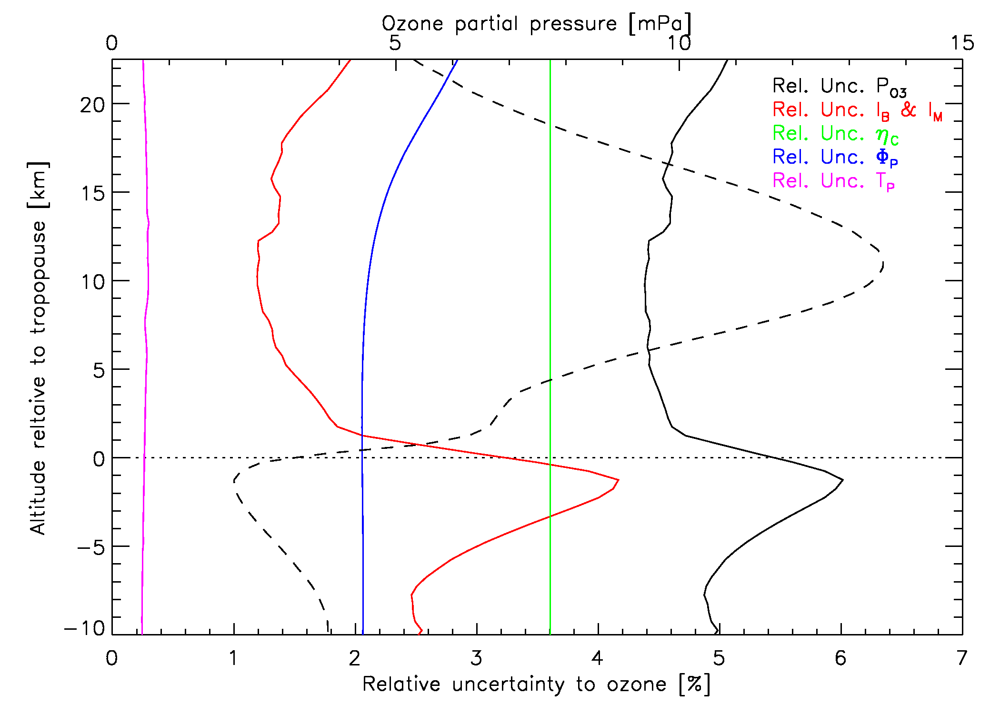 Ozone partial pressure [mPa]
0 5 10 15
Rel. Unc. P_O3
Rel. Unc. I_B & I_M
Rel. Unc. η_C
Rel. Unc. Φ_P
Rel. Unc. T_P
Altitude reltaive to tropopause [km]
20
15
10
5
0
−5
−10
0 1 2 3 4 5 6 7
Relative uncertainty to ozone [%]